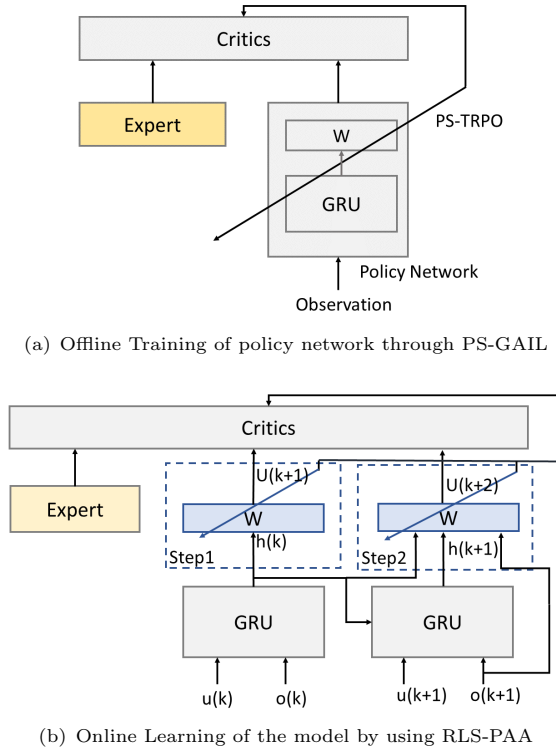 Critics
Expert
PS-TRPO
W
GRU
Policy Network
Observation
(a) Offline Training of policy network through PS-GAIL
Critics
U(k+1)
U(k+2)
Expert
W
W
Step1
h(k)
Step2
h(k+1)
GRU
GRU
u(k)
o(k)
u(k+1)
o(k+1)
(b) Online Learning of the model by using RLS-PAA